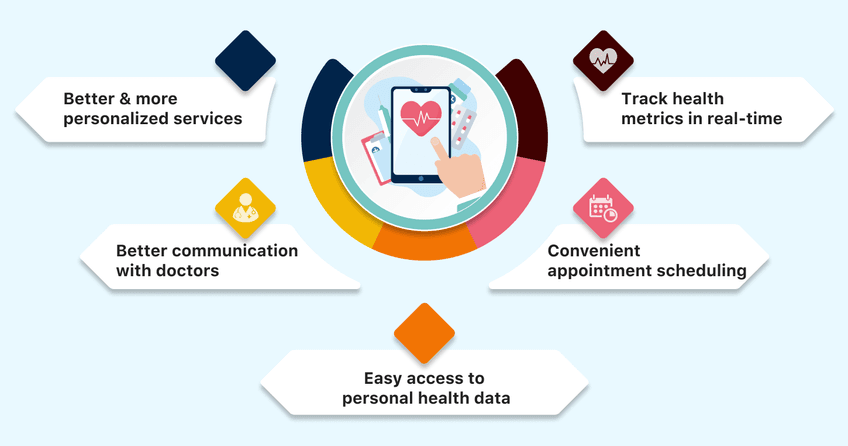 Better & more
personalized services
Track health
metrics in real-time
Better communication
with doctors
Convenient
appointment scheduling
Easy access to
personal health data